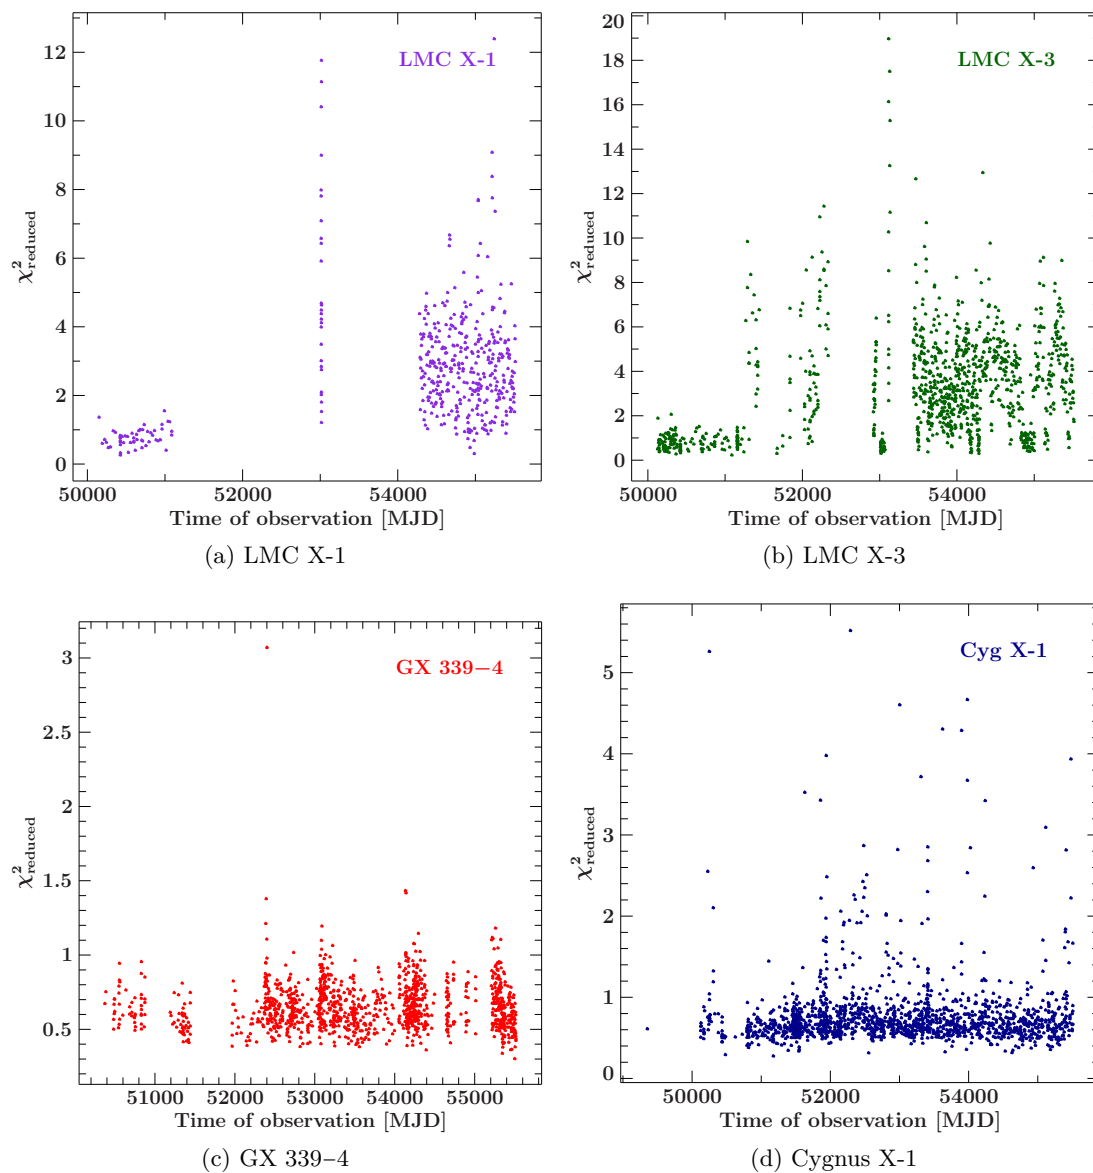 LMC X-1
12
10
8
6
4
2
0
χ²reduced
50000 52000 54000
Time of observation [MJD]
(a) LMC X-1
LMC X-3
20
18
16
14
12
10
8
6
4
2
0
χ²reduced
50000 52000 54000
Time of observation [MJD]
(b) LMC X-3
GX 339−4
3
2.5
2
1.5
1
0.5
χ²reduced
51000 52000 53000 54000 55000
Time of observation [MJD]
(c) GX 339–4
Cyg X-1
5
4
3
2
1
0
χ²reduced
50000 52000 54000
Time of observation [MJD]
(d) Cygnus X-1